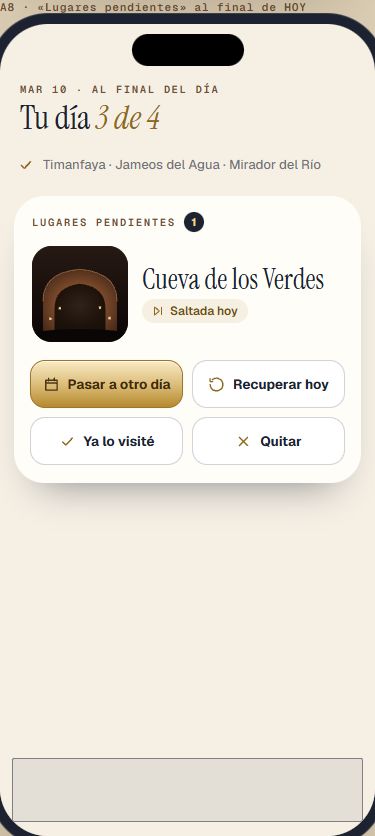 A8 · «Lugares pendientes» al final de HOY
MAR 10 · AL FINAL DEL DÍA
Tu día 3 de 4
Timanfaya · Jameos del Agua · Mirador del Río
LUGARES PENDIENTES 1
Cueva de los Verdes
Saltada hoy
Pasar a otro día
Recuperar hoy
Ya lo visité
Quitar